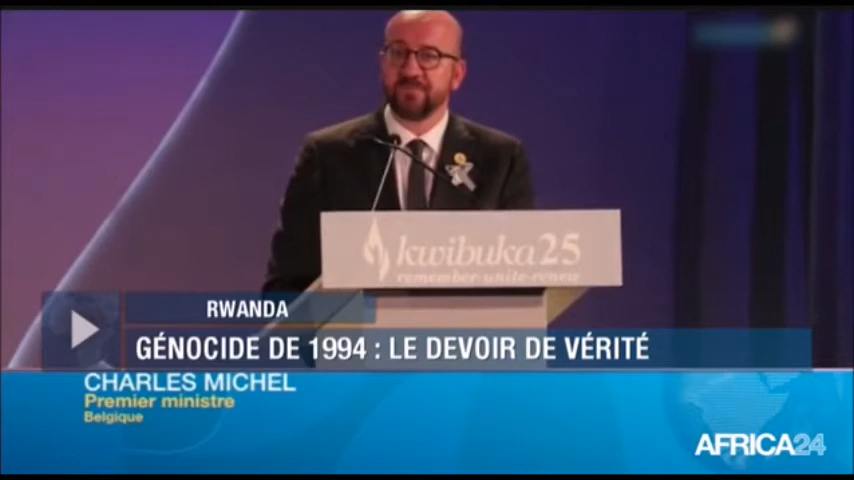 kwibuka25
remember-unite-renew
RWANDA
GÉNOCIDE DE 1994 : LE DEVOIR DE VÉRITÉ
CHARLES MICHEL
Premier ministre
Belgique
AFRICA24